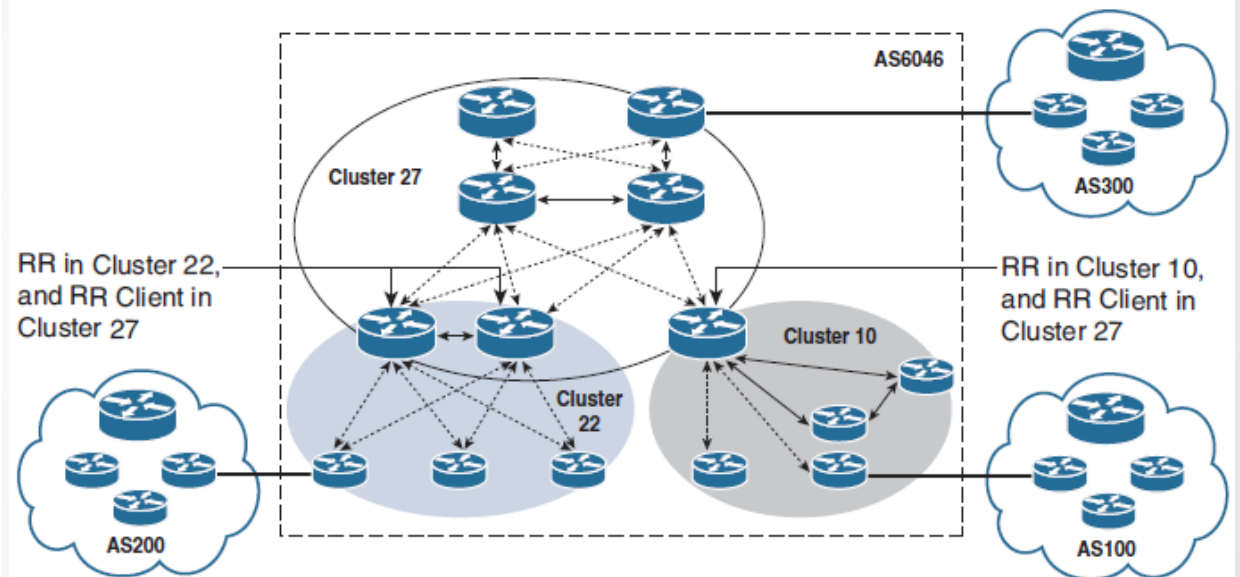 AS6046
AS300
Cluster 27
RR in Cluster 22,
and RR Client in
Cluster 27
RR in Cluster 10,
and RR Client in
Cluster 27
Cluster 10
Cluster
22
AS200
AS100